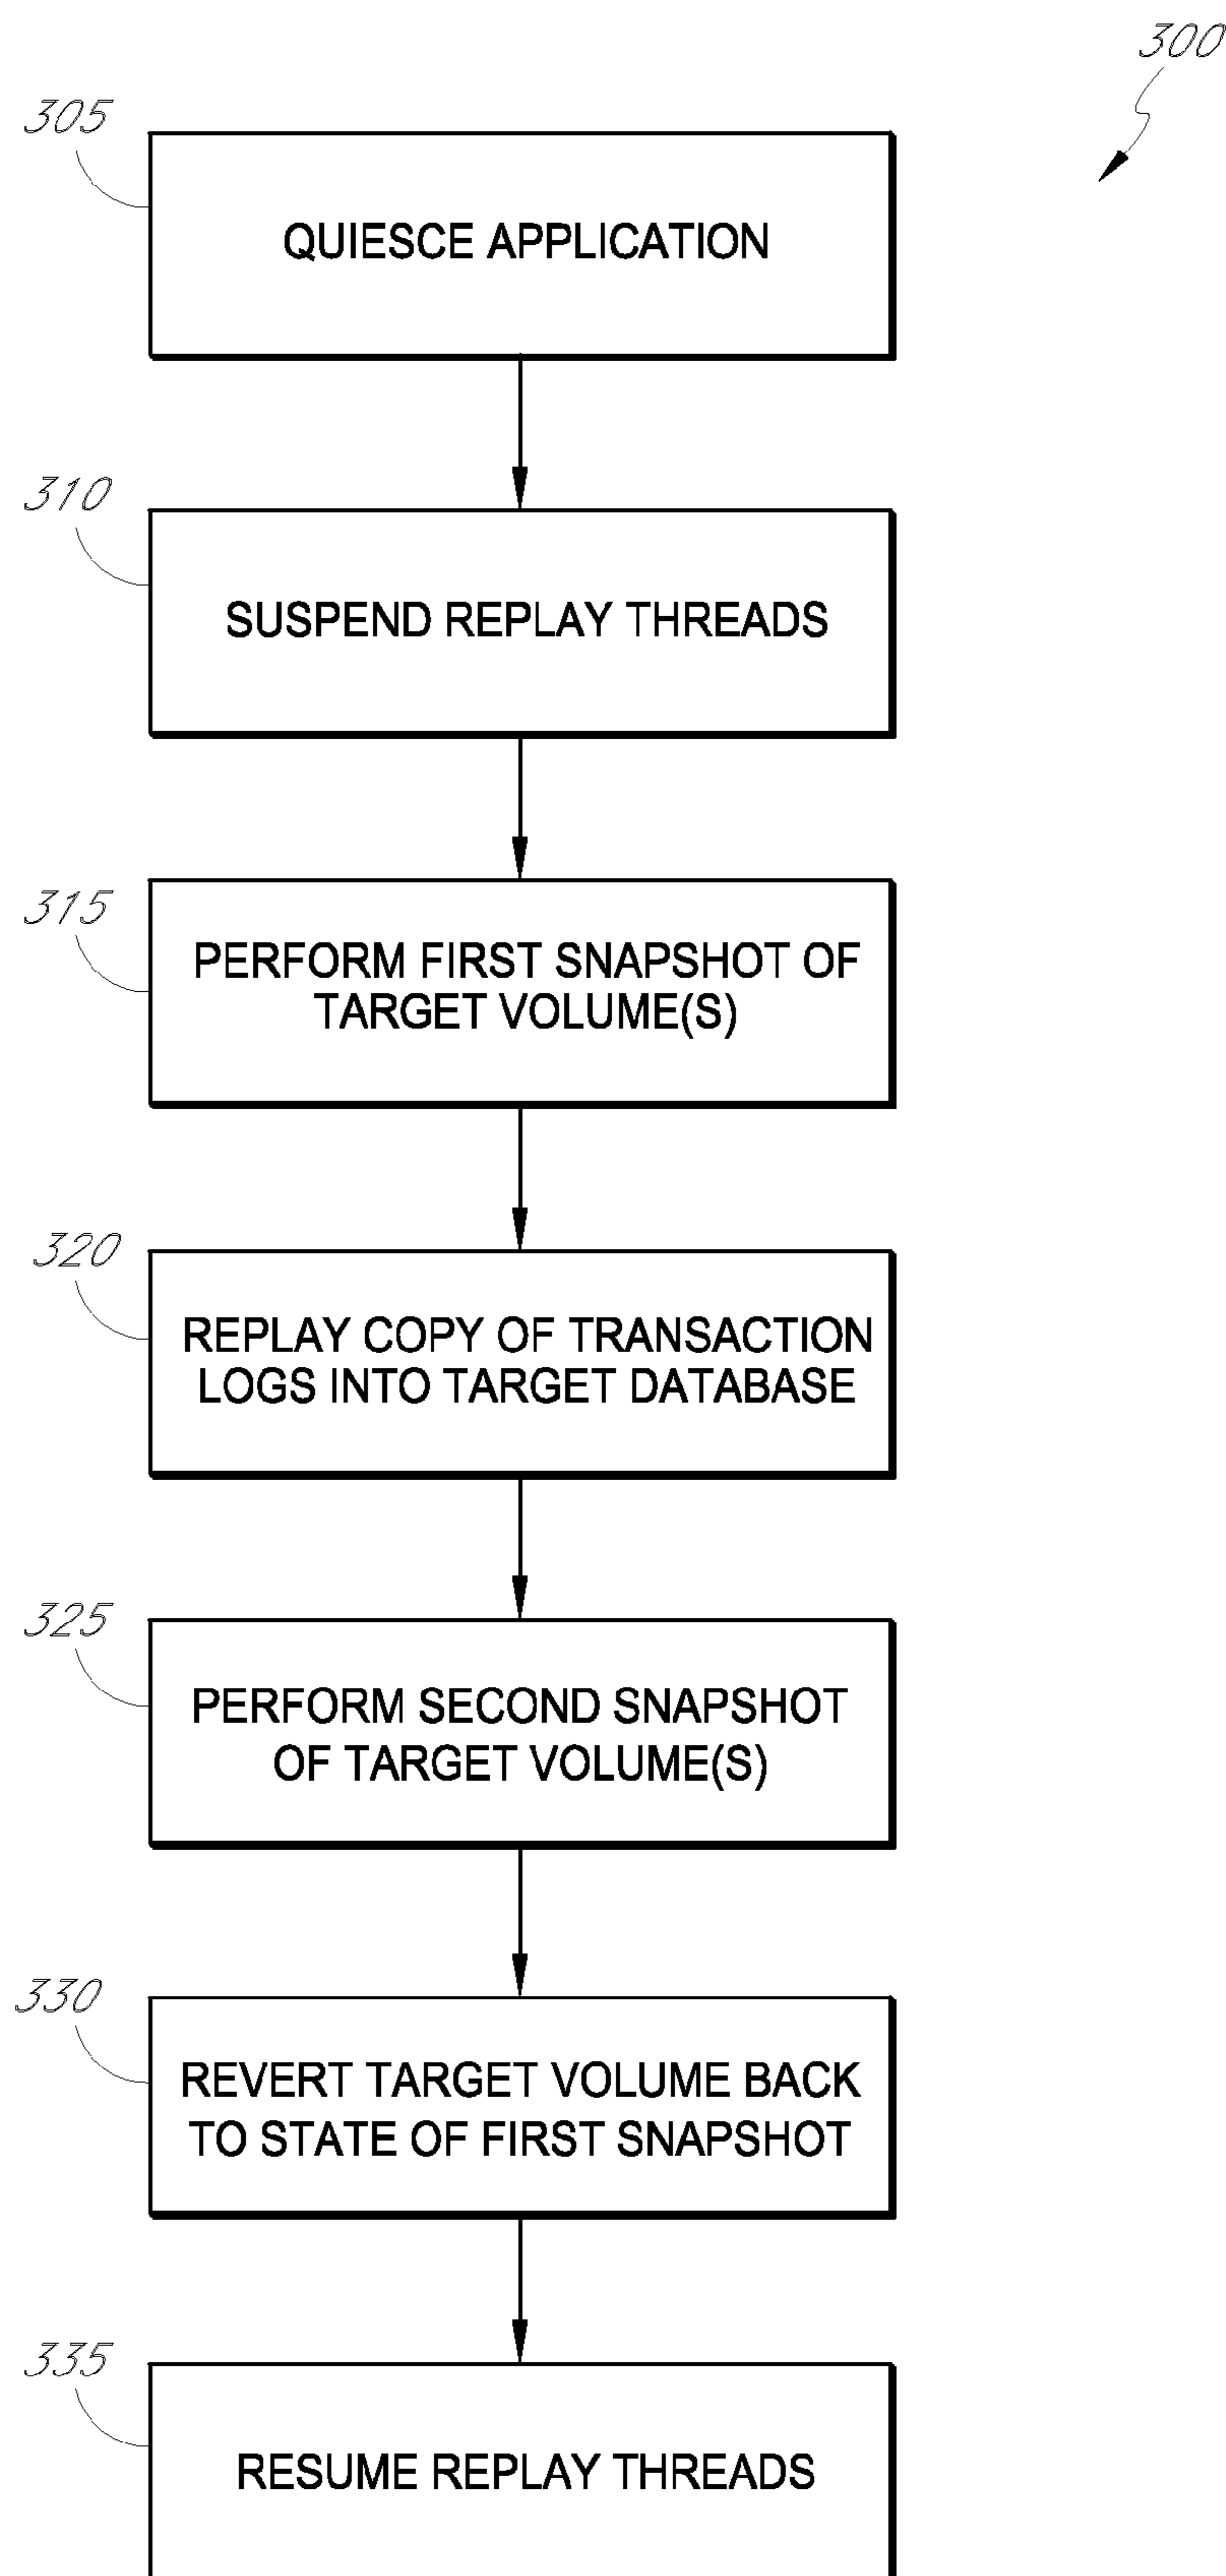 300
305
QUIESCE APPLICATION
310
SUSPEND REPLAY THREADS
315
PERFORM FIRST SNAPSHOT OF
TARGET VOLUME(S)
320
REPLAY COPY OF TRANSACTION
LOGS INTO TARGET DATABASE
325
PERFORM SECOND SNAPSHOT
OF TARGET VOLUME(S)
330
REVERT TARGET VOLUME BACK
TO STATE OF FIRST SNAPSHOT
335
RESUME REPLAY THREADS